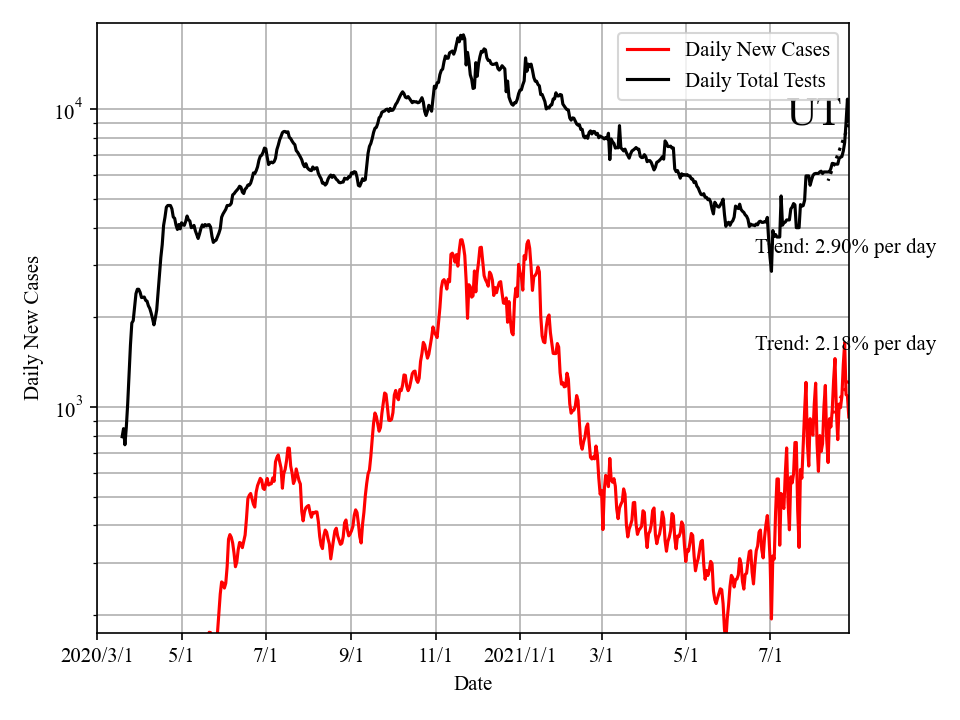 Daily New Cases
Daily Total Tests
UT
10^4
Trend: 2.90% per day
Daily New Cases
Trend: 2.18% per day
10^3
2020/3/1 5/1 7/1 9/1 11/1 2021/1/1 3/1 5/1 7/1
Date